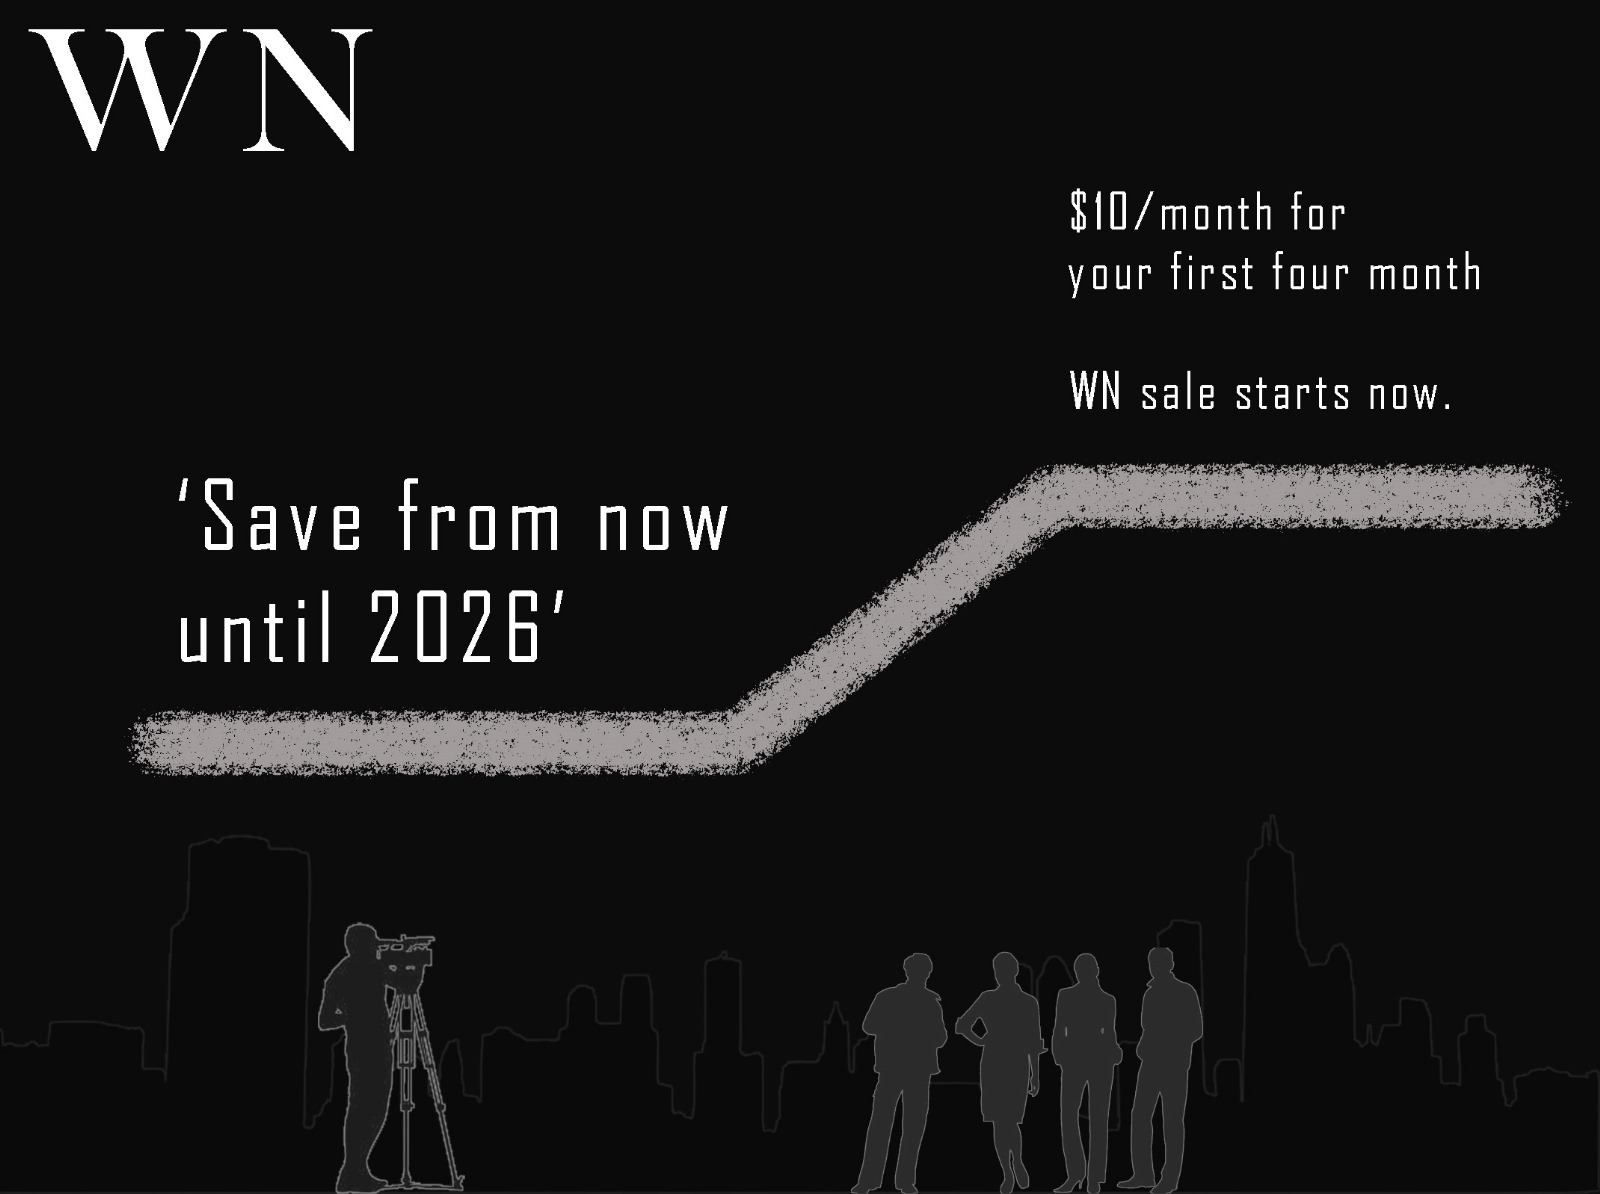 WN
$10/month for
your first four month
WN sale starts now.
‘Save from now
until 2026’